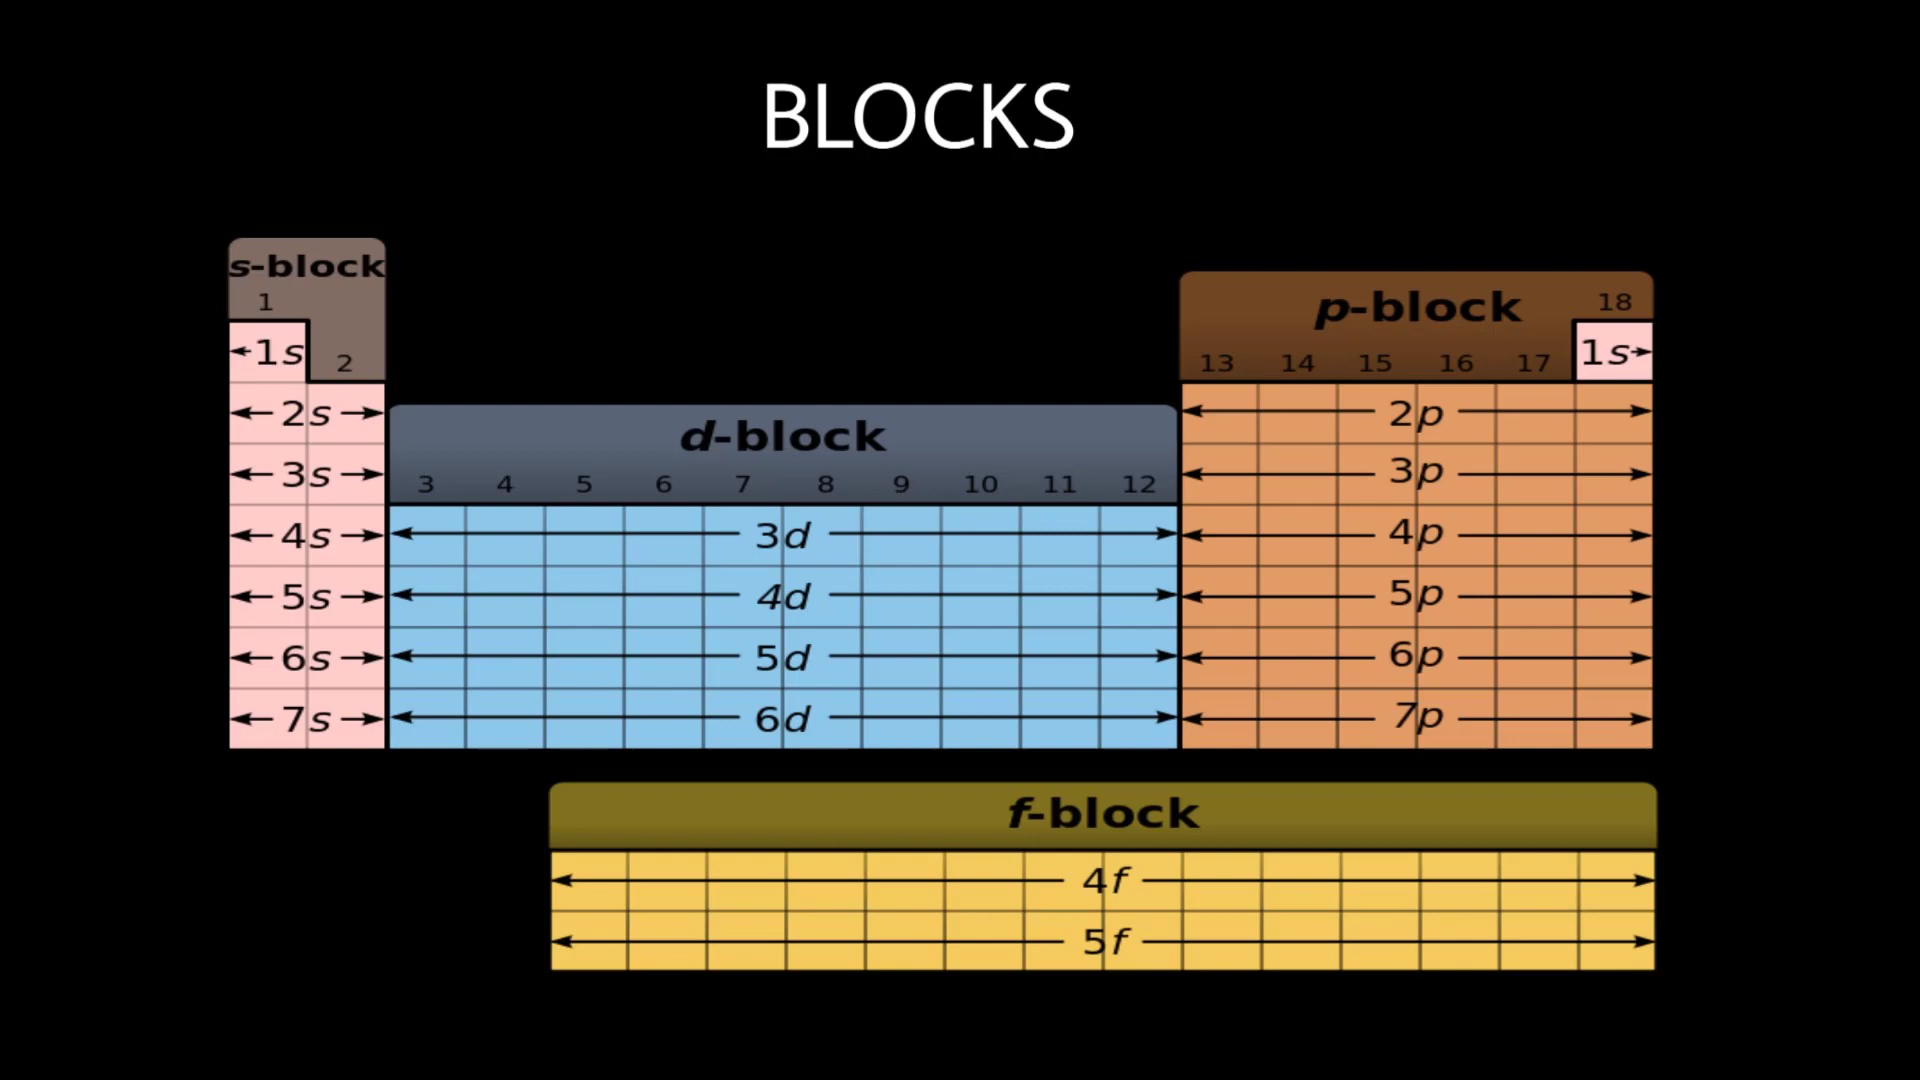 BLOCKS
s-block
1
2
1s
2s
3s
4s
5s
6s
7s
d-block
3 4 5 6 7 8 9 10 11 12
3d
4d
5d
6d
p-block
18
13 14 15 16 17
1s
2p
3p
4p
5p
6p
7p
f-block
4f
5f